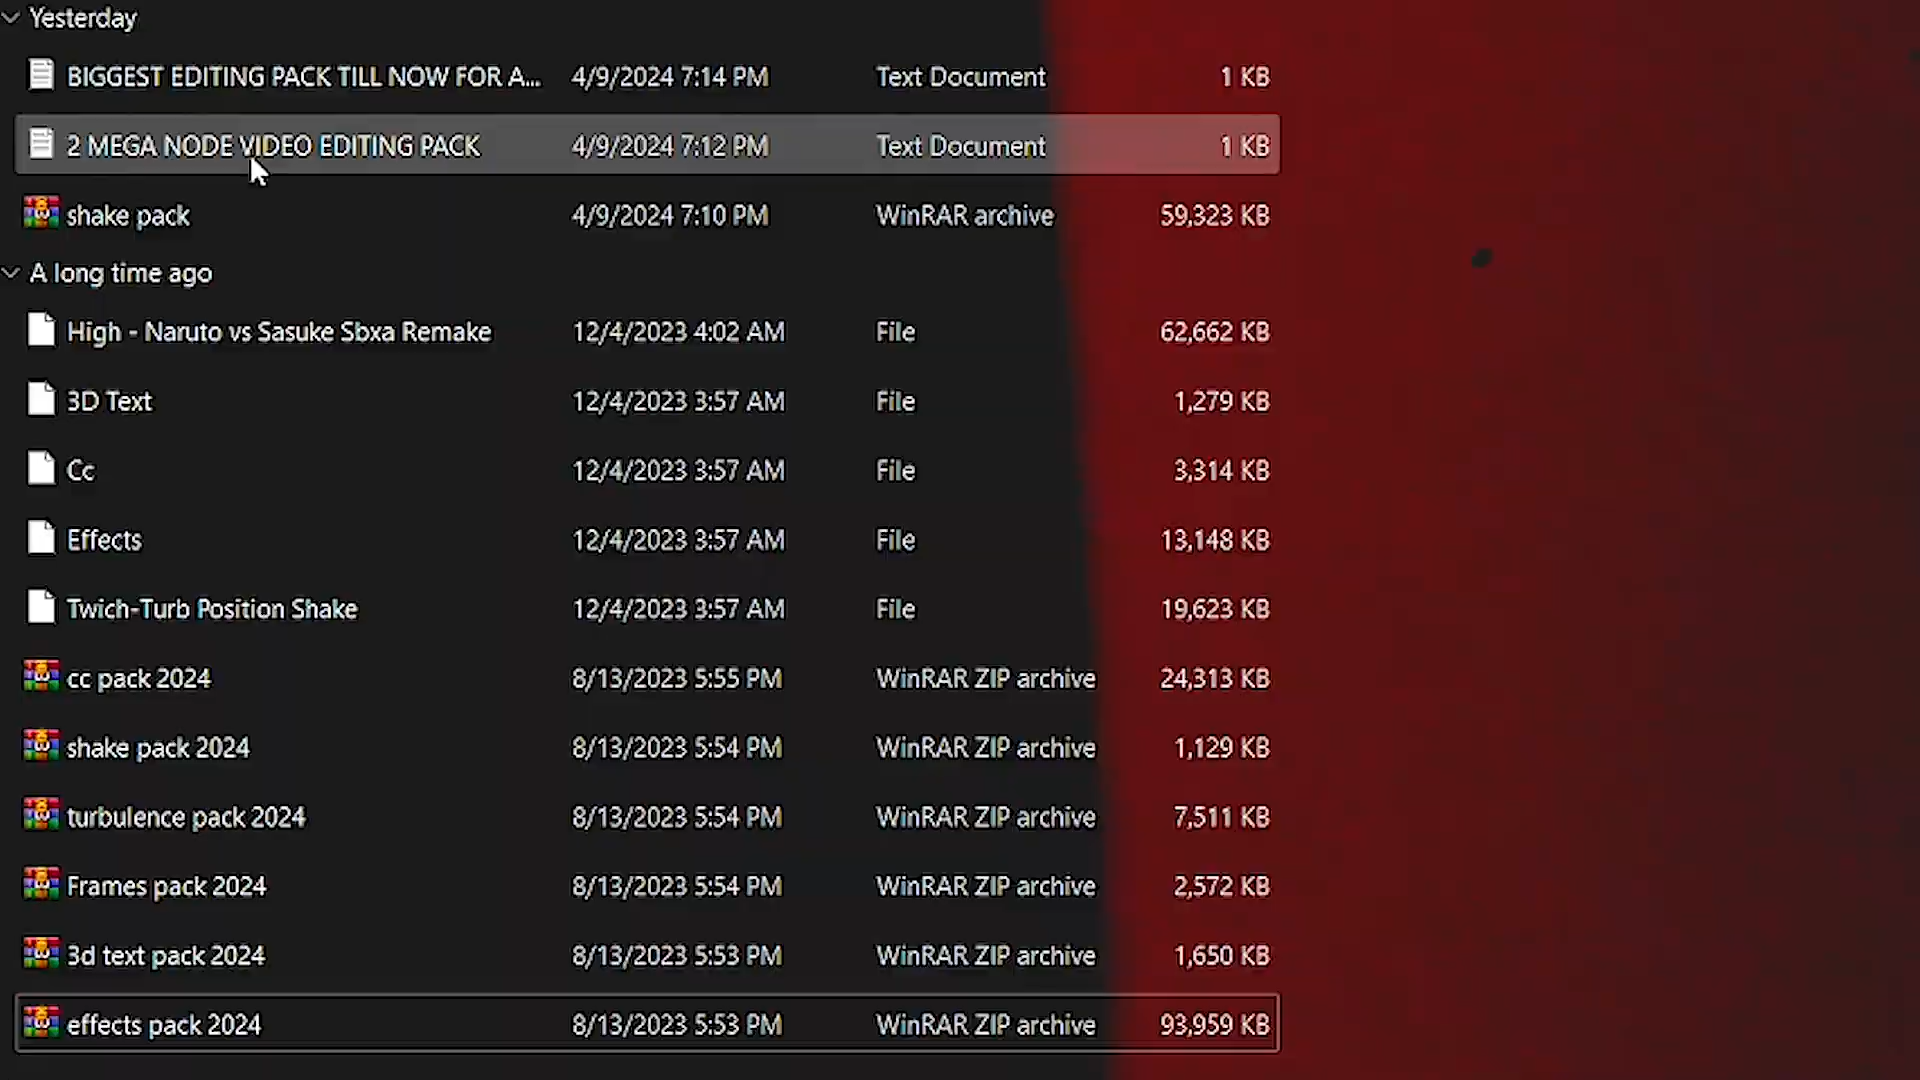 Yesterday
BIGGEST EDITING PACK TILL NOW FOR A... 4/9/2024 7:14 PM Text Document 1 KB
2 MEGA NODE VIDEO EDITING PACK 4/9/2024 7:12 PM Text Document 1 KB
shake pack 4/9/2024 7:10 PM WinRAR archive 59,323 KB
A long time ago
High - Naruto vs Sasuke Sbxa Remake 12/4/2023 4:02 AM File 62,662 KB
3D Text 12/4/2023 3:57 AM File 1,279 KB
Cc 12/4/2023 3:57 AM File 3,314 KB
Effects 12/4/2023 3:57 AM File 13,148 KB
Twich-Turb Position Shake 12/4/2023 3:57 AM File 19,623 KB
cc pack 2024 8/13/2023 5:55 PM WinRAR ZIP archive 24,313 KB
shake pack 2024 8/13/2023 5:54 PM WinRAR ZIP archive 1,129 KB
turbulence pack 2024 8/13/2023 5:54 PM WinRAR ZIP archive 7,511 KB
Frames pack 2024 8/13/2023 5:54 PM WinRAR ZIP archive 2,572 KB
3d text pack 2024 8/13/2023 5:53 PM WinRAR ZIP archive 1,650 KB
effects pack 2024 8/13/2023 5:53 PM WinRAR ZIP archive 93,959 KB